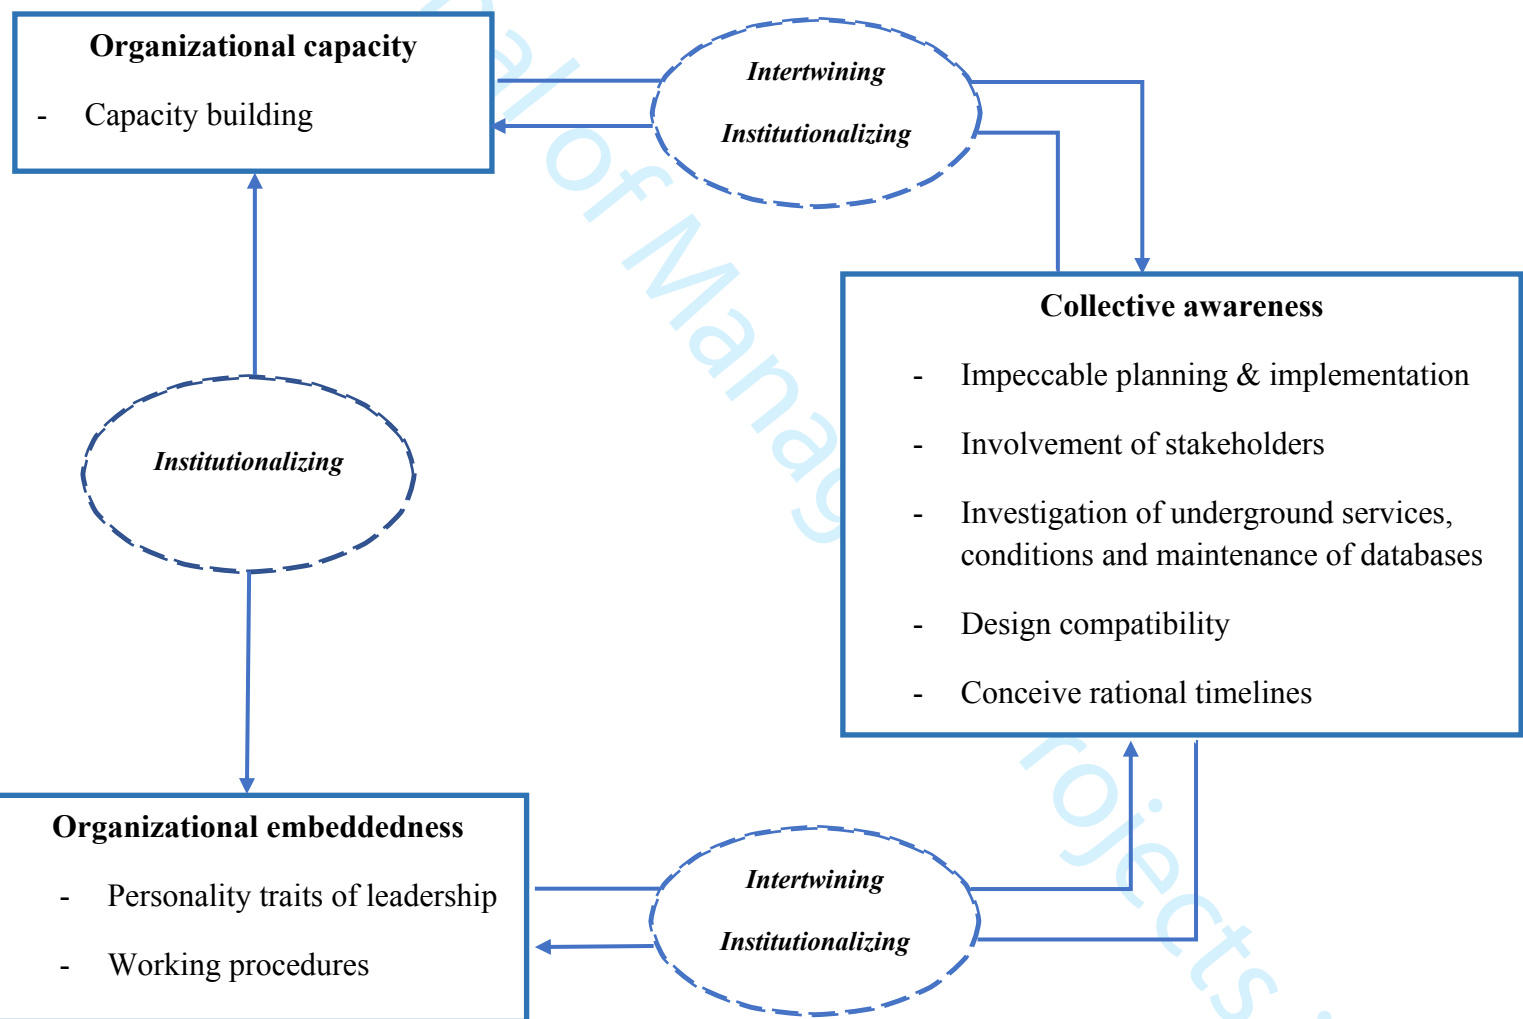 Organizational capacity
- Capacity building
Intertwining
Institutionalizing
Collective awareness
- Impeccable planning & implementation
- Involvement of stakeholders
- Investigation of underground services,
conditions and maintenance of databases
- Design compatibility
- Conceive rational timelines
Institutionalizing
Organizational embeddedness
- Personality traits of leadership
- Working procedures
Intertwining
Institutionalizing
of